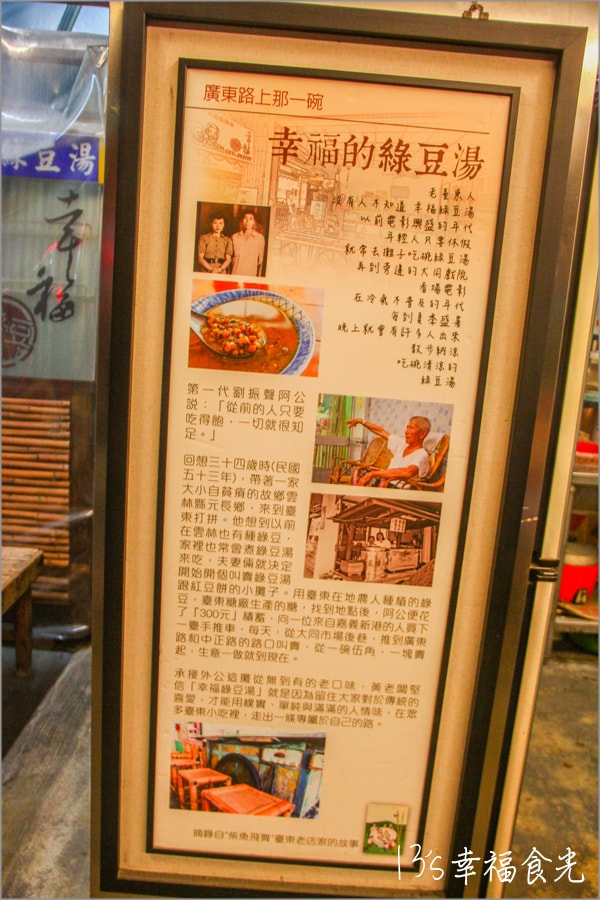 廣東路上那一碗
幸福的綠豆湯
老臺東人
沒有人不知道 幸福綠豆湯
以前電影興盛的年代
年輕人只要休假
就常去攤子吃碗綠豆湯
再到旁邊的大同戲院
看場電影
在冷氣不普及的年代
每到夏季盛暑
晚上就會有許多人出來
散步納涼
吃碗清涼的
綠豆湯
第一代劉振聲阿公
說：「從前的人只要
吃得飽，一切就很知
足。」
回想三十四歲時(民國
五十三年)，帶著一家
大小自貧瘠的故鄉雲
林縣元長鄉，來到臺
東打拼。他想到以前
在雲林也有種綠豆，
家裡也常會煮綠豆湯
來吃，夫妻倆就決定
開始開個叫賣綠豆湯
跟紅豆餅的小攤子。用臺東在地農人種植的綠
豆，臺東糖廠生產的糖，找到地點後，阿公便花
了「300元」積蓄，向一位來自嘉義新港的人買下
一臺手推車，每天，從大同市場後巷，推到廣東
路和中正路的路口叫賣，從一碗伍角、一塊賣
起，生意一做就到現在。
承接外公這攤從無到有的老口味，黃老闆堅
信「幸福綠豆湯」就是因為留住大家對於傳統的
喜愛，才能用樸實、單純與滿滿的人情味，在眾
多臺東小吃裡，走出一條專屬於自己的路。
摘錄自"柴魚飛舞"臺東老店家的故事
綠豆湯
幸福
13's幸福食光